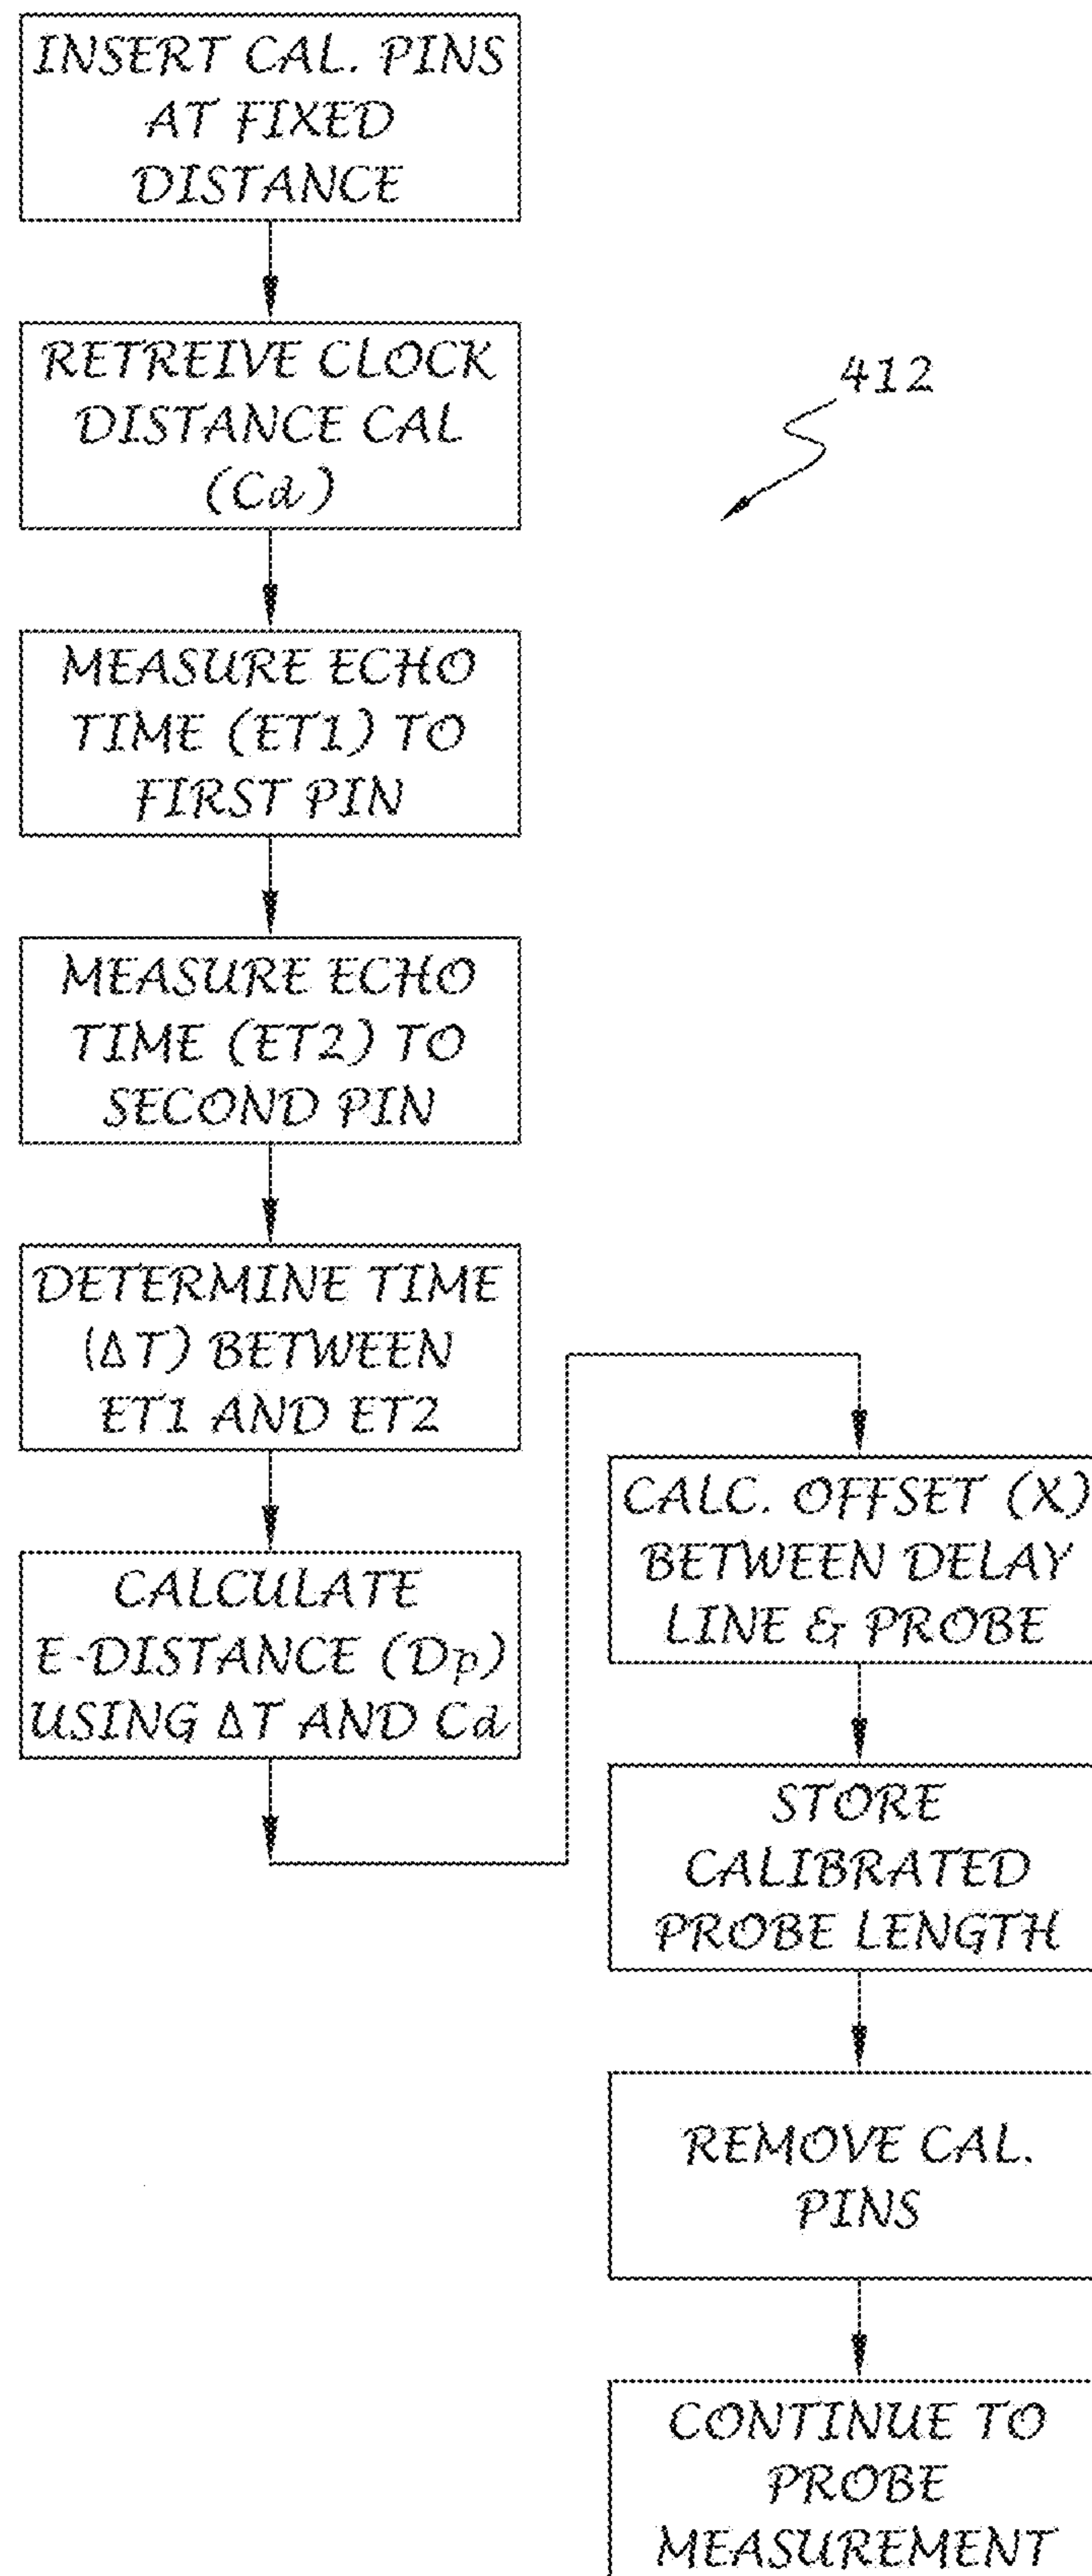 INSERT CAL. PINS
AT FIXED
DISTANCE
RETREIVE CLOCK
DISTANCE CAL
(Cd)
412
MEASURE ECHO
TIME (ET1) TO
FIRST PIN
MEASURE ECHO
TIME (ET2) TO
SECOND PIN
DETERMINE TIME
(ΔT) BETWEEN
ET1 AND ET2
CALCULATE
E-DISTANCE (Dp)
USING ΔT AND Cd
CALC. OFFSET (X)
BETWEEN DELAY
LINE & PROBE
STORE
CALIBRATED
PROBE LENGTH
REMOVE CAL.
PINS
CONTINUE TO
PROBE
MEASUREMENT